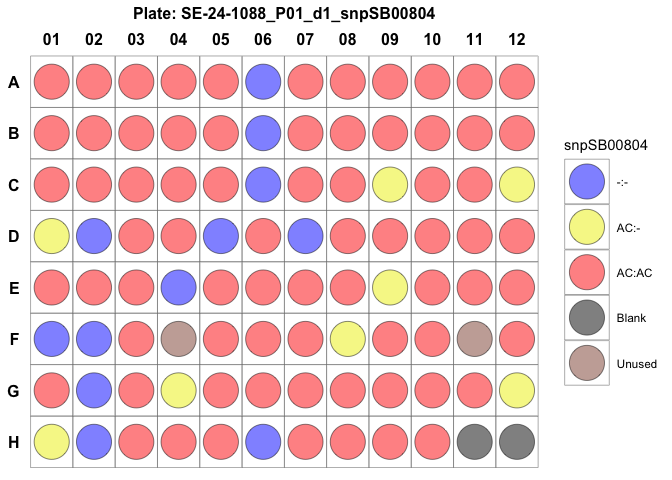 Plate: SE-24-1088_P01_d1_snpSB00804
01 02 03 04 05 06 07 08 09 10 11 12
A
B
C
D
E
F
G
H
snpSB00804
-:-
AC:-
AC:AC
Blank
Unused